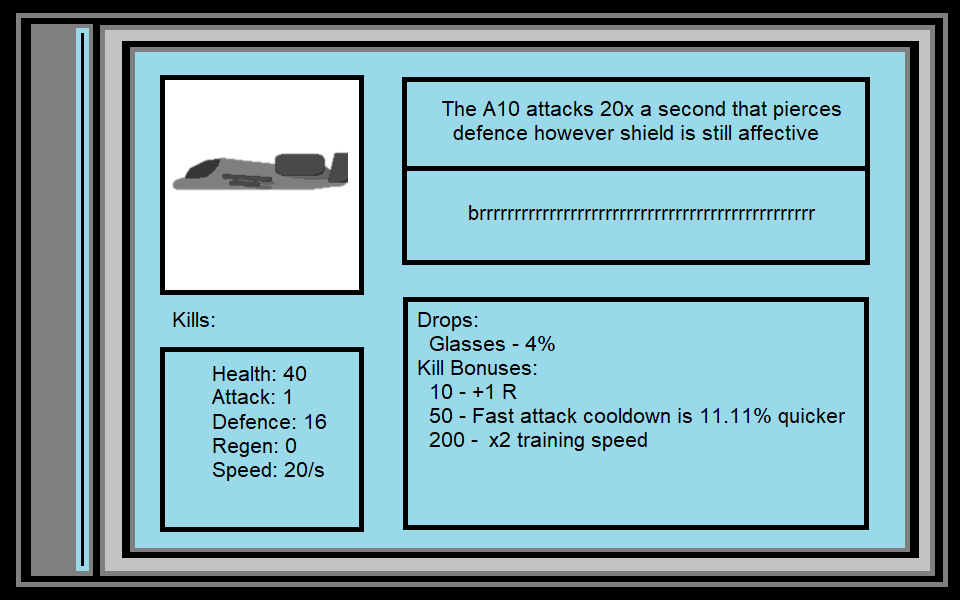 The A10 attacks 20x a second that pierces
defence however shield is still affective
brrrrrrrrrrrrrrrrrrrrrrrrrrrrrrrrrrrrrrrrrrrrrrrrr
Kills:
Health: 40
Attack: 1
Defence: 16
Regen: 0
Speed: 20/s
Drops:
Glasses - 4%
Kill Bonuses:
10 - +1 R
50 - Fast attack cooldown is 11.11% quicker
200 -  x2 training speed